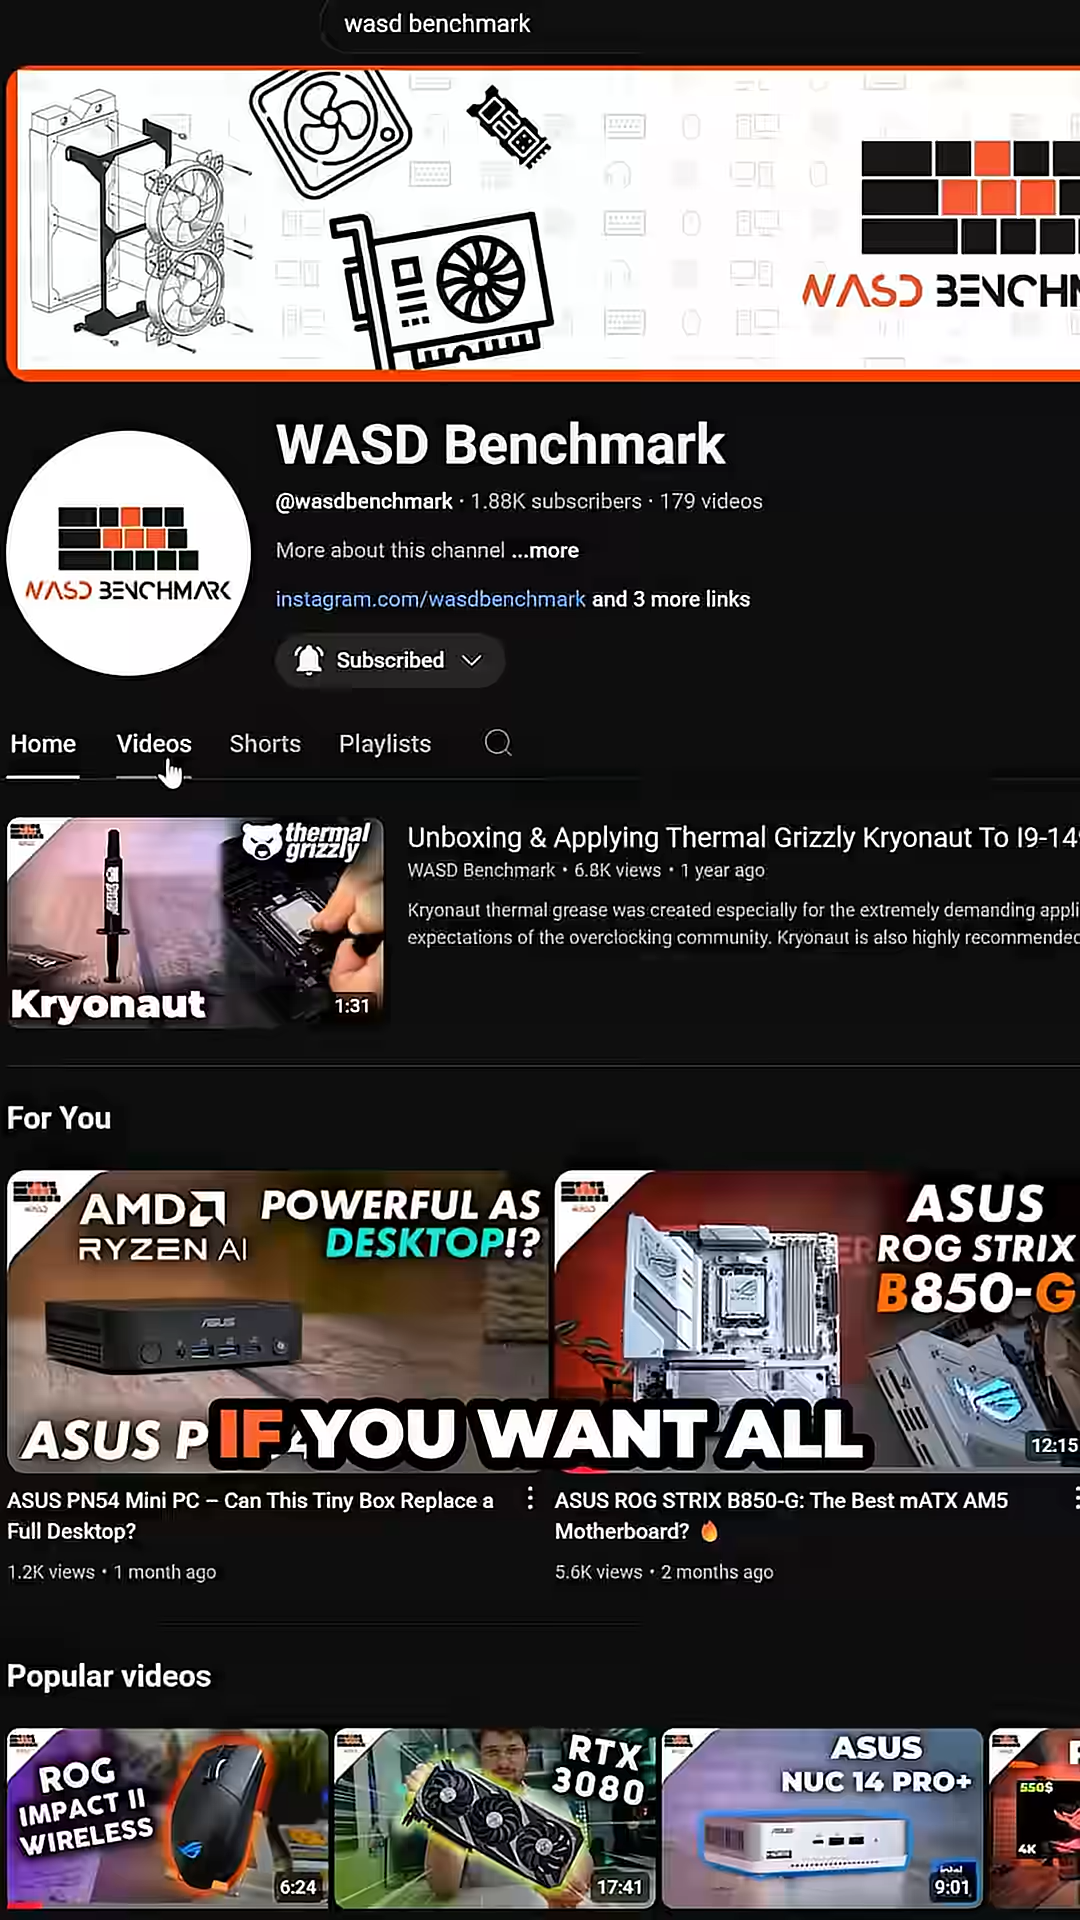 wasd benchmark
WASD BENCHM
WASD Benchmark
@wasdbenchmark · 1.88K subscribers · 179 videos
More about this channel ...more
instagram.com/wasdbenchmark and 3 more links
WASD BENCHMARK
Subscribed
Home Videos Shorts Playlists
thermal
grizzly
Kryonaut
1:31
Unboxing & Applying Thermal Grizzly Kryonaut To I9-14
WASD Benchmark • 6.8K views • 1 year ago
Kryonaut thermal grease was created especially for the extremely demanding appli
expectations of the overclocking community. Kryonaut is also highly recommended
For You
AMD
RYZEN AI
POWERFUL AS
DESKTOP!?
ASUS
ASUS P
ASUS
ROG STRIX
B850-G
12:15
IF YOU WANT ALL
ASUS PN54 Mini PC – Can This Tiny Box Replace a
Full Desktop?
1.2K views • 1 month ago
ASUS ROG STRIX B850-G: The Best mATX AM5
Motherboard? 🔥
5.6K views • 2 months ago
Popular videos
ROG
IMPACT II
WIRELESS
6:24
RTX
3080
17:41
ASUS
NUC 14 PRO+
intel
9:01
550$
4K